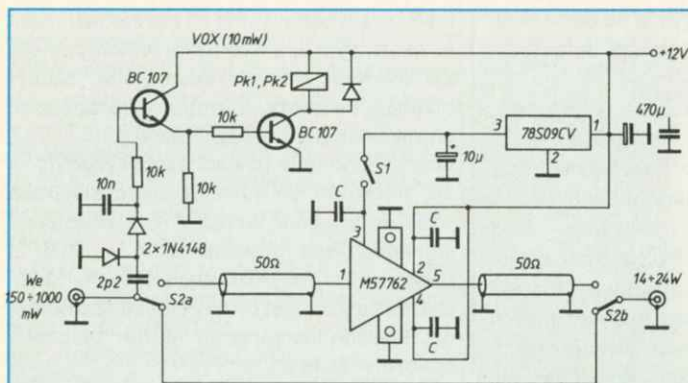 VOX (10mW)
+12V
BC107
Pk1, Pk2
10k
BC107
3
78S09CV
1
470µ
2
10k
10k
10n
S1
+
10µ
C
2×1N4148
3
C
50Ω
1
M57762
2
5
50Ω
4
2p2
We
150÷1000
mW
S2a
C
14÷24W
S2b